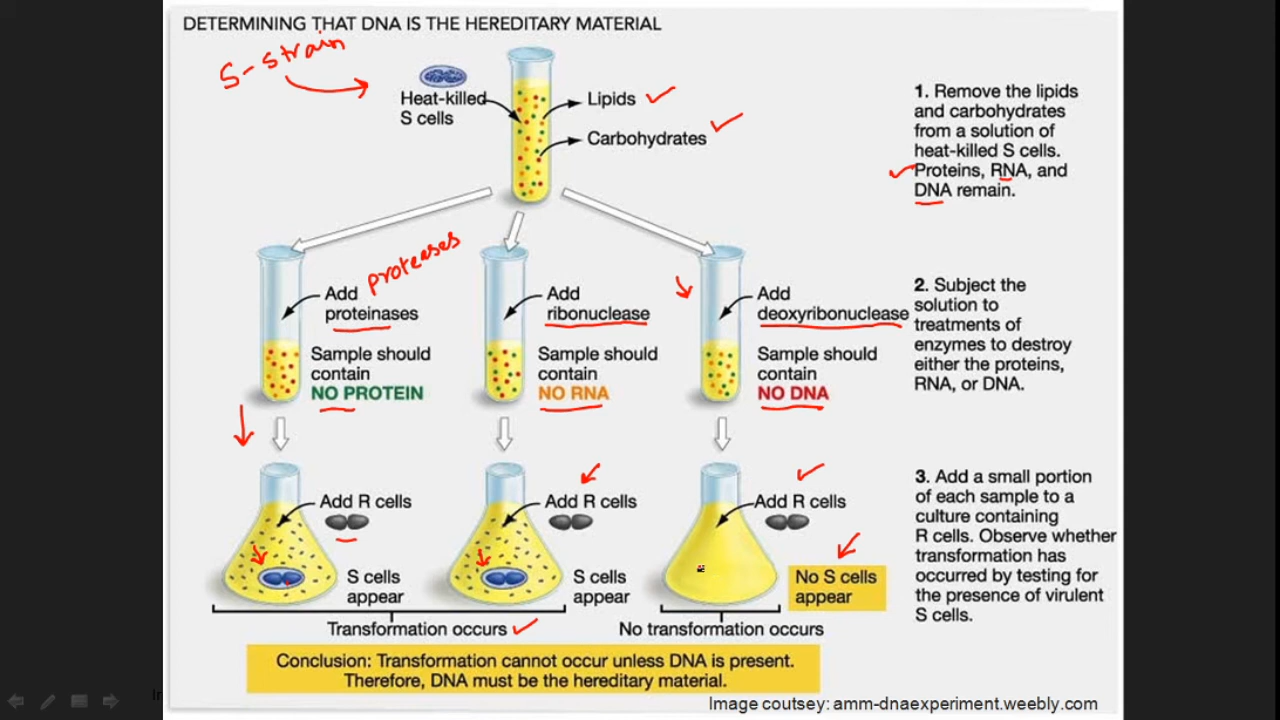 DETERMINING THAT DNA IS THE HEREDITARY MATERIAL
S-strain
Heat-killed
S cells
Lipids
Carbohydrates
1. Remove the lipids
and carbohydrates
from a solution of
heat-killed S cells.
Proteins, RNA, and
DNA remain.
proteases
Add
proteinases
Sample should
contain
NO PROTEIN
Add
ribonuclease
Sample should
contain
NO RNA
Add
deoxyribonuclease
Sample should
contain
NO DNA
2. Subject the
solution to
treatments of
enzymes to destroy
either the proteins,
RNA, or DNA.
Add R cells
S cells
appear
Add R cells
S cells
appear
Transformation occurs
Add R cells
No S cells
appear
No transformation occurs
3. Add a small portion
of each sample to a
culture containing
R cells. Observe whether
transformation has
occurred by testing for
the presence of virulent
S cells.
Conclusion: Transformation cannot occur unless DNA is present.
Therefore, DNA must be the hereditary material.
Image coutsey: amm-dnaexperiment.weebly.com